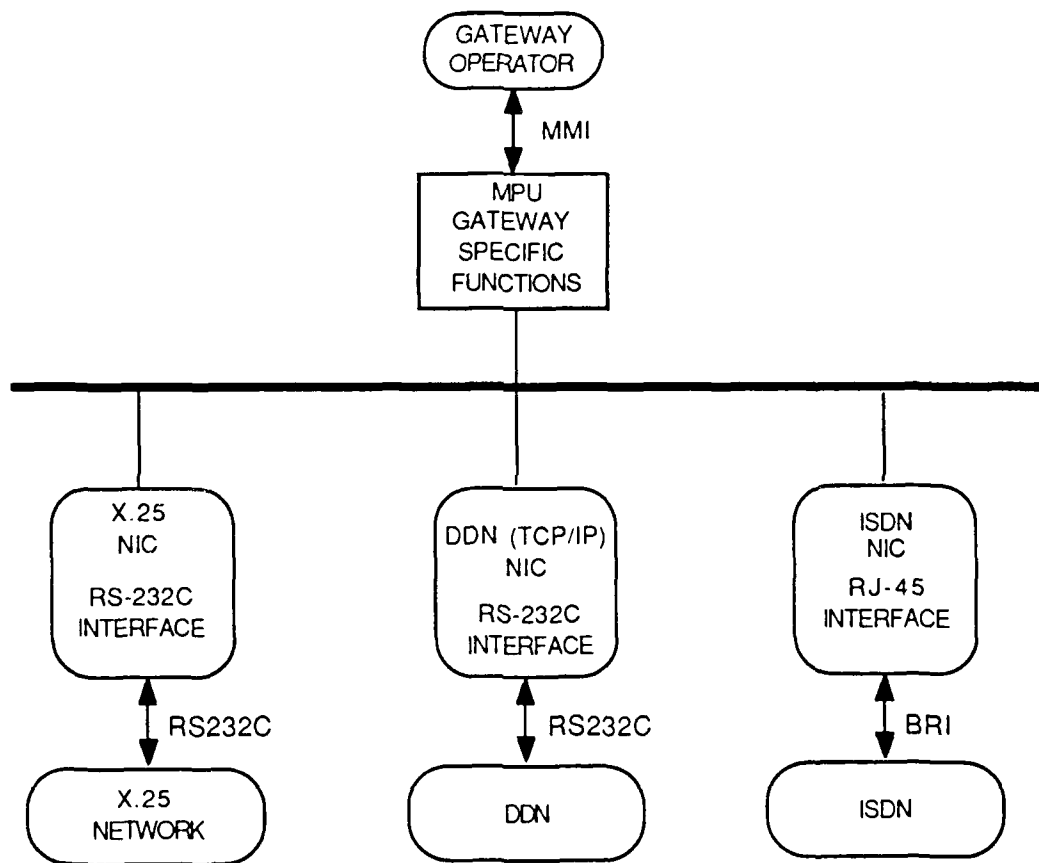 GATEWAY
OPERATOR
MMI
MPU
GATEWAY
SPECIFIC
FUNCTIONS
X.25
NIC
RS-232C
INTERFACE
DDN (TCP/IP)
NIC
RS-232C
INTERFACE
ISDN
NIC
RJ-45
INTERFACE
RS232C
RS232C
BRI
X.25
NETWORK
DDN
ISDN